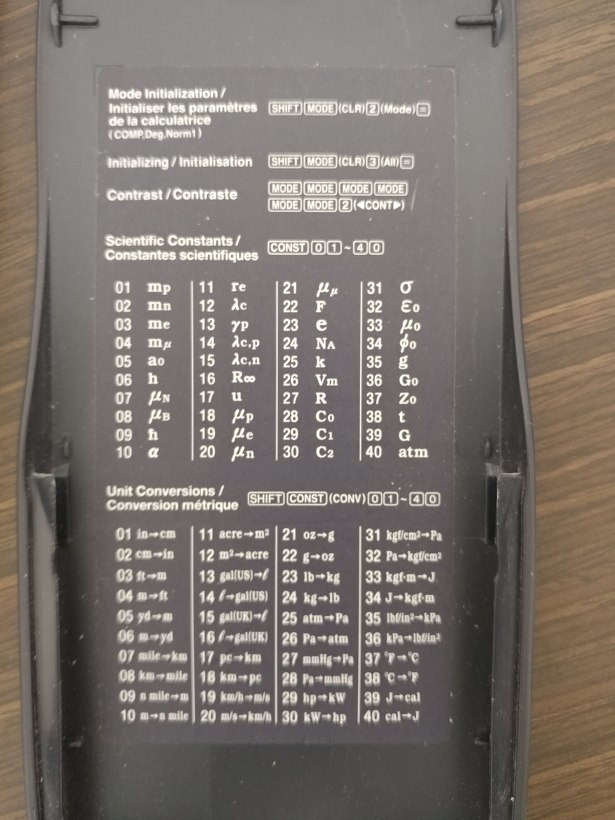 Mode Initialization /
Initialiser les paramètres SHIFT MODE (CLR) 2 (Mode) =
de la calculatrice
(COMP,Deg,Norm1)
Initializing / Initialisation SHIFT MODE (CLR) 3 (All) =
Contrast / Contraste MODE MODE MODE MODE
MODE MODE 2 (◀CONT▶)
Scientific Constants /
Constantes scientifiques CONST 0 1 ~ 4 0
01 mp 11 re 21 μμ 31 σ
02 mn 12 λc 22 F 32 ε0
03 me 13 γp 23 e 33 μ0
04 mμ 14 λc,p 24 NA 34 ϕ0
05 a0 15 λc,n 25 k 35 g
06 h 16 R∞ 26 Vm 36 G0
07 μN 17 u 27 R 37 Z0
08 μB 18 μp 28 C0 38 t
09 ħ 19 μe 29 C1 39 G
10 α 20 μn 30 C2 40 atm
Unit Conversions /
Conversion métrique SHIFT CONST (CONV) 0 1 ~ 4 0
01 in→cm 11 acre→m² 21 oz→g 31 kgf/cm²→Pa
02 cm→in 12 m²→acre 22 g→oz 32 Pa→kgf/cm²
03 ft→m 13 gal(US)→ℓ 23 lb→kg 33 kgf·m→J
04 m→ft 14 ℓ→gal(US) 24 kg→lb 34 J→kgf·m
05 yd→m 15 gal(UK)→ℓ 25 atm→Pa 35 lbf/in²→kPa
06 m→yd 16 ℓ→gal(UK) 26 Pa→atm 36 kPa→lbf/in²
07 mile→km 17 pc→km 27 mmHg→Pa 37 °F→°C
08 km→mile 18 km→pc 28 Pa→mmHg 38 °C→°F
09 n mile→m 19 km/h→m/s 29 hp→kW 39 J→cal
10 m→n mile 20 m/s→km/h 30 kW→hp 40 cal→J